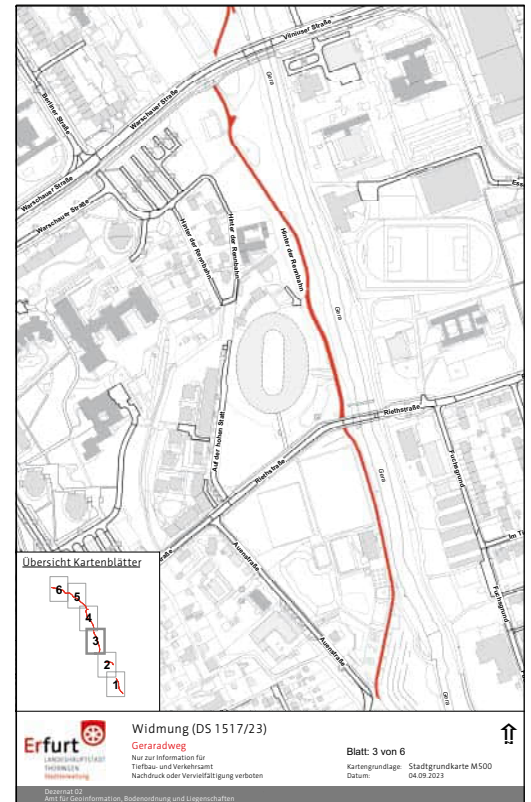 Vilniuser Straße
Gera
Berliner Straße
Warschauer Straße
Warschauer Straße
Warschauer Straße
Hinter der Rennbahn
Hinter der Rennbahn
Hinter der Rennbahn
Gera
Auf der hohen Statt
Riethstraße
Riethstraße
Fuchsgrund
Gera
Auenstraße
Im
Fuchsgrund
Auenstraße
Gera
Übersicht Kartenblätter
6
5
4
3
2
1
Erfurt
LANDESHAUPTSTADT
THÜRINGEN
Stadtverwaltung
Widmung (DS 1517/23)
Geraradweg
Nur zur Information für
Tiefbau- und Verkehrsamt
Nachdruck oder Vervielfältigung verboten
Blatt: 3 von 6
Kartengrundlage: Stadtgrundkarte M500
Datum: 04.09.2023
Dezernat 02
Amt für Geoinformation, Bodenordnung und Liegenschaften